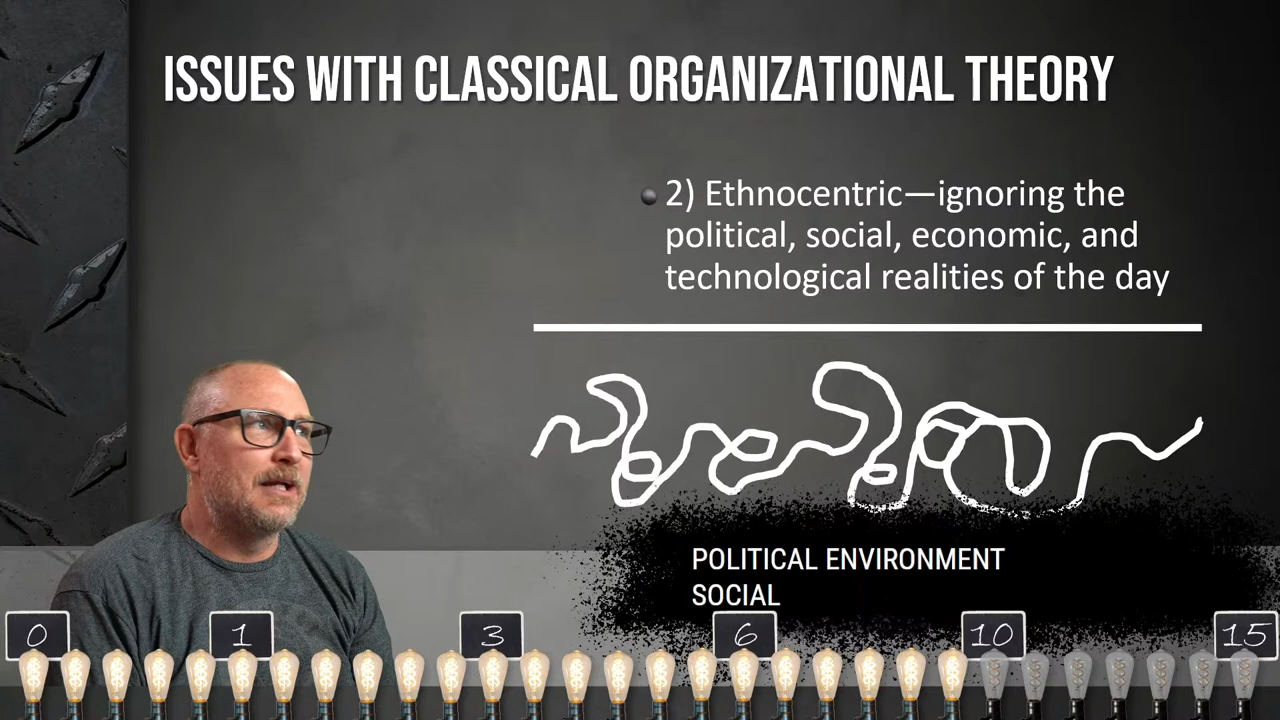 ISSUES WITH CLASSICAL ORGANIZATIONAL THEORY
2) Ethnocentric—ignoring the
political, social, economic, and
technological realities of the day
POLITICAL ENVIRONMENT
SOCIAL
0 1 3 6 10 15